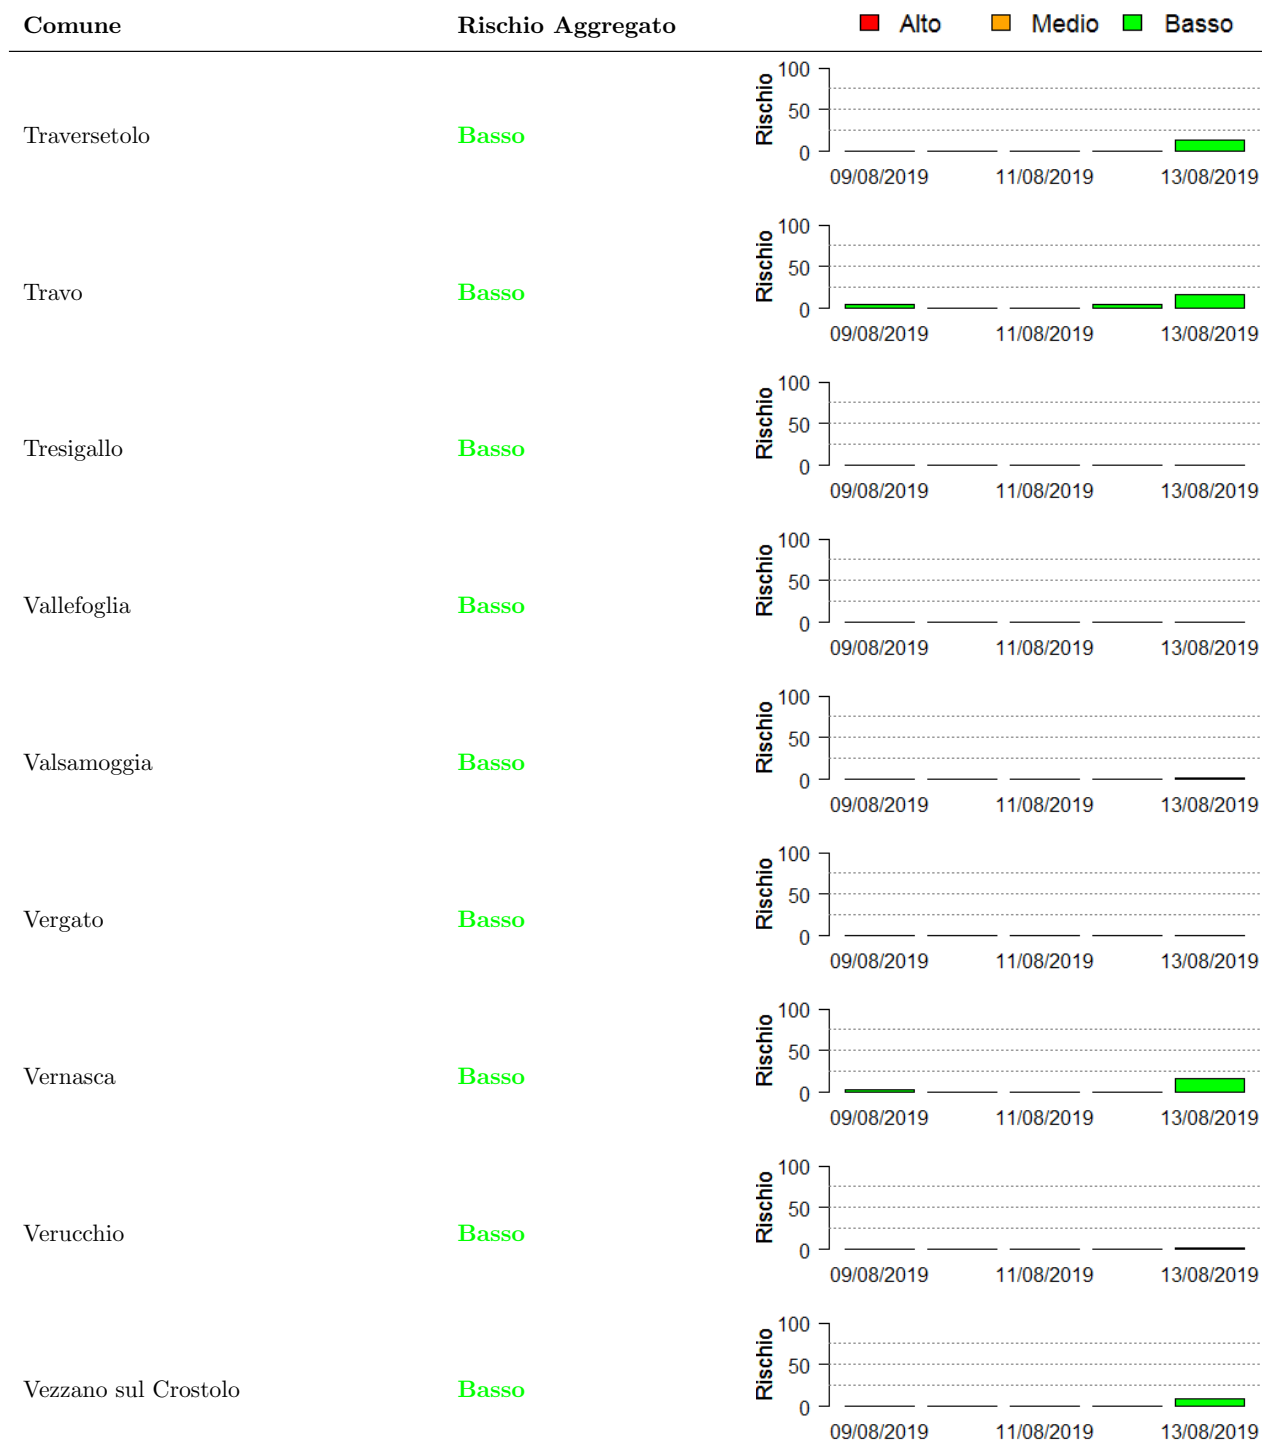 Comune Rischio Aggregato Alto Medio Basso
100
50
0
Rischio
Traversetolo Basso
09/08/2019 11/08/2019 13/08/2019
100
50
0
Rischio
Travo Basso
09/08/2019 11/08/2019 13/08/2019
100
50
0
Rischio
Tresigallo Basso
09/08/2019 11/08/2019 13/08/2019
100
50
0
Rischio
Vallefoglia Basso
09/08/2019 11/08/2019 13/08/2019
100
50
0
Rischio
Valsamoggia Basso
09/08/2019 11/08/2019 13/08/2019
100
50
0
Rischio
Vergato Basso
09/08/2019 11/08/2019 13/08/2019
100
50
0
Rischio
Vernasca Basso
09/08/2019 11/08/2019 13/08/2019
100
50
0
Rischio
Verucchio Basso
09/08/2019 11/08/2019 13/08/2019
100
50
0
Rischio
Vezzano sul Crostolo Basso
09/08/2019 11/08/2019 13/08/2019